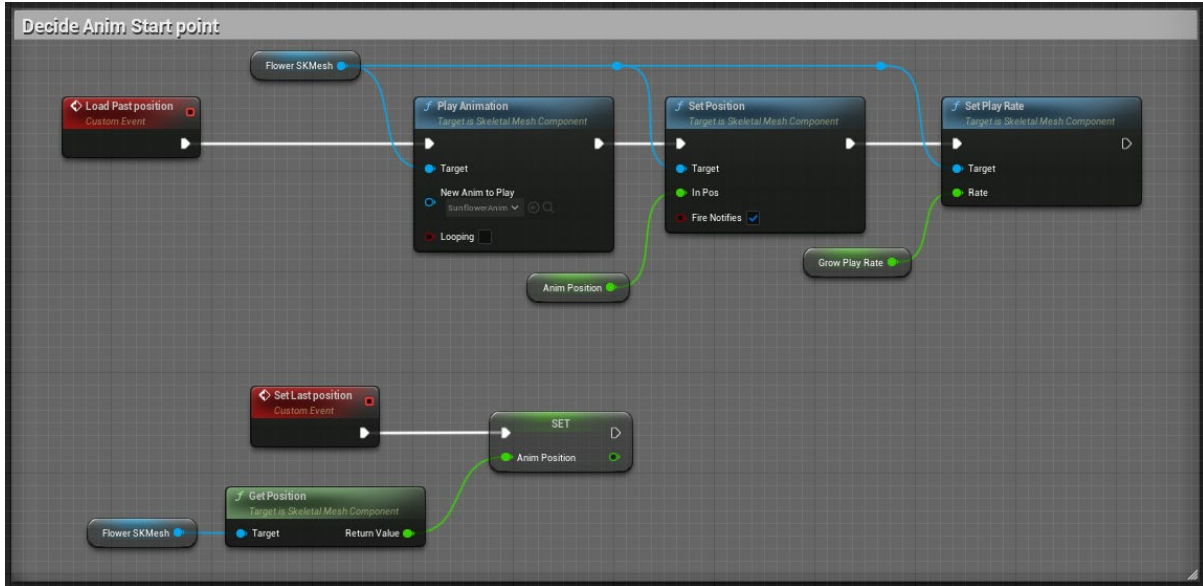 Decide Anim Start point
Flower SKMesh
Load Past position
Custom Event
Play Animation
Target is Skeletal Mesh Component
Target
New Anim to Play
SunflowerAnim
Looping
Set Position
Target is Skeletal Mesh Component
Target
In Pos
Fire Notifies
Set Play Rate
Target is Skeletal Mesh Component
Target
Rate
Anim Position
Grow Play Rate
Set Last position
Custom Event
SET
Anim Position
Get Position
Target is Skeletal Mesh Component
Target Return Value
Flower SKMesh